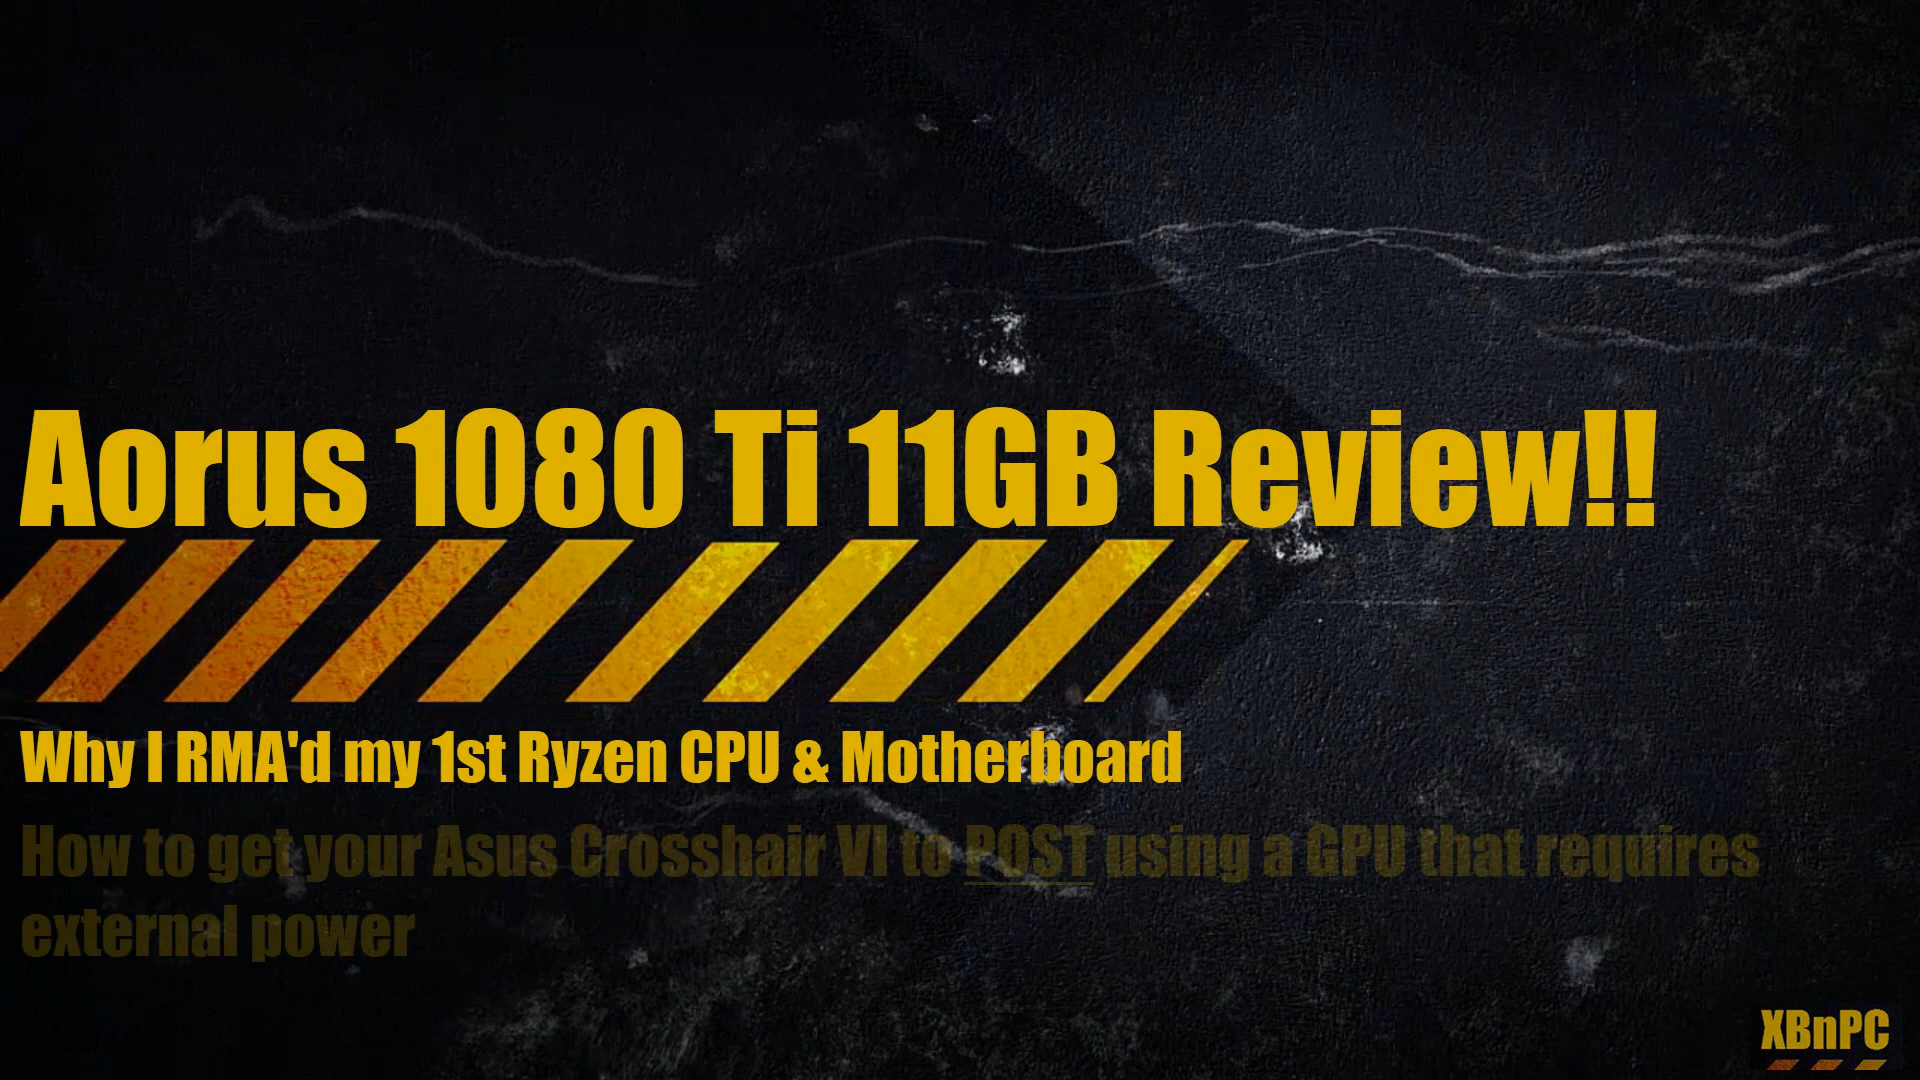 Aorus 1080 Ti 11GB Review!!
Why I RMA'd my 1st Ryzen CPU & Motherboard
How to get your Asus Crosshair VI to POST using a GPU that requires
external power
XBnPC